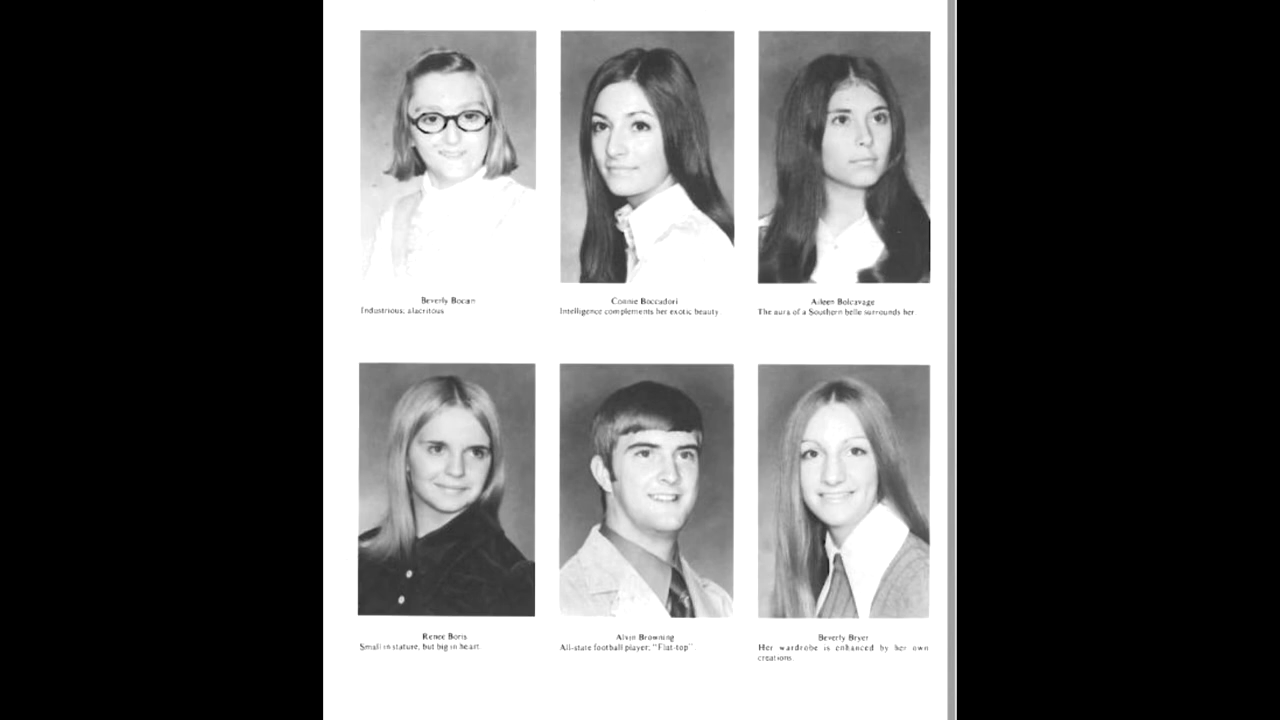 Beverly Bocian
Industrious; alacritous
Connie Boccadori
Intelligence complements her exotic beauty
Aileen Bolcavage
The aura of a Southern belle surrounds her
Renee Boris
Small in stature, but big in heart.
Alvin Browning
All-state football player; "Flat-top"
Beverly Bryer
Her wardrobe is enhanced by her own
creations.